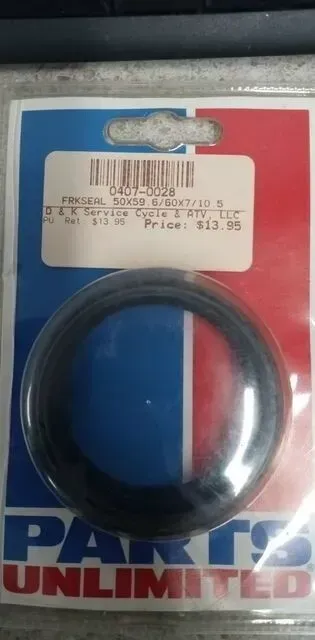 0407-0028
FRKSEAL 50X59.6/60X7/10 5
D & K Service Cycle & ATV, LLC
PU Ret $13.95 Price: $13.95
PARTS
UNLIMITED